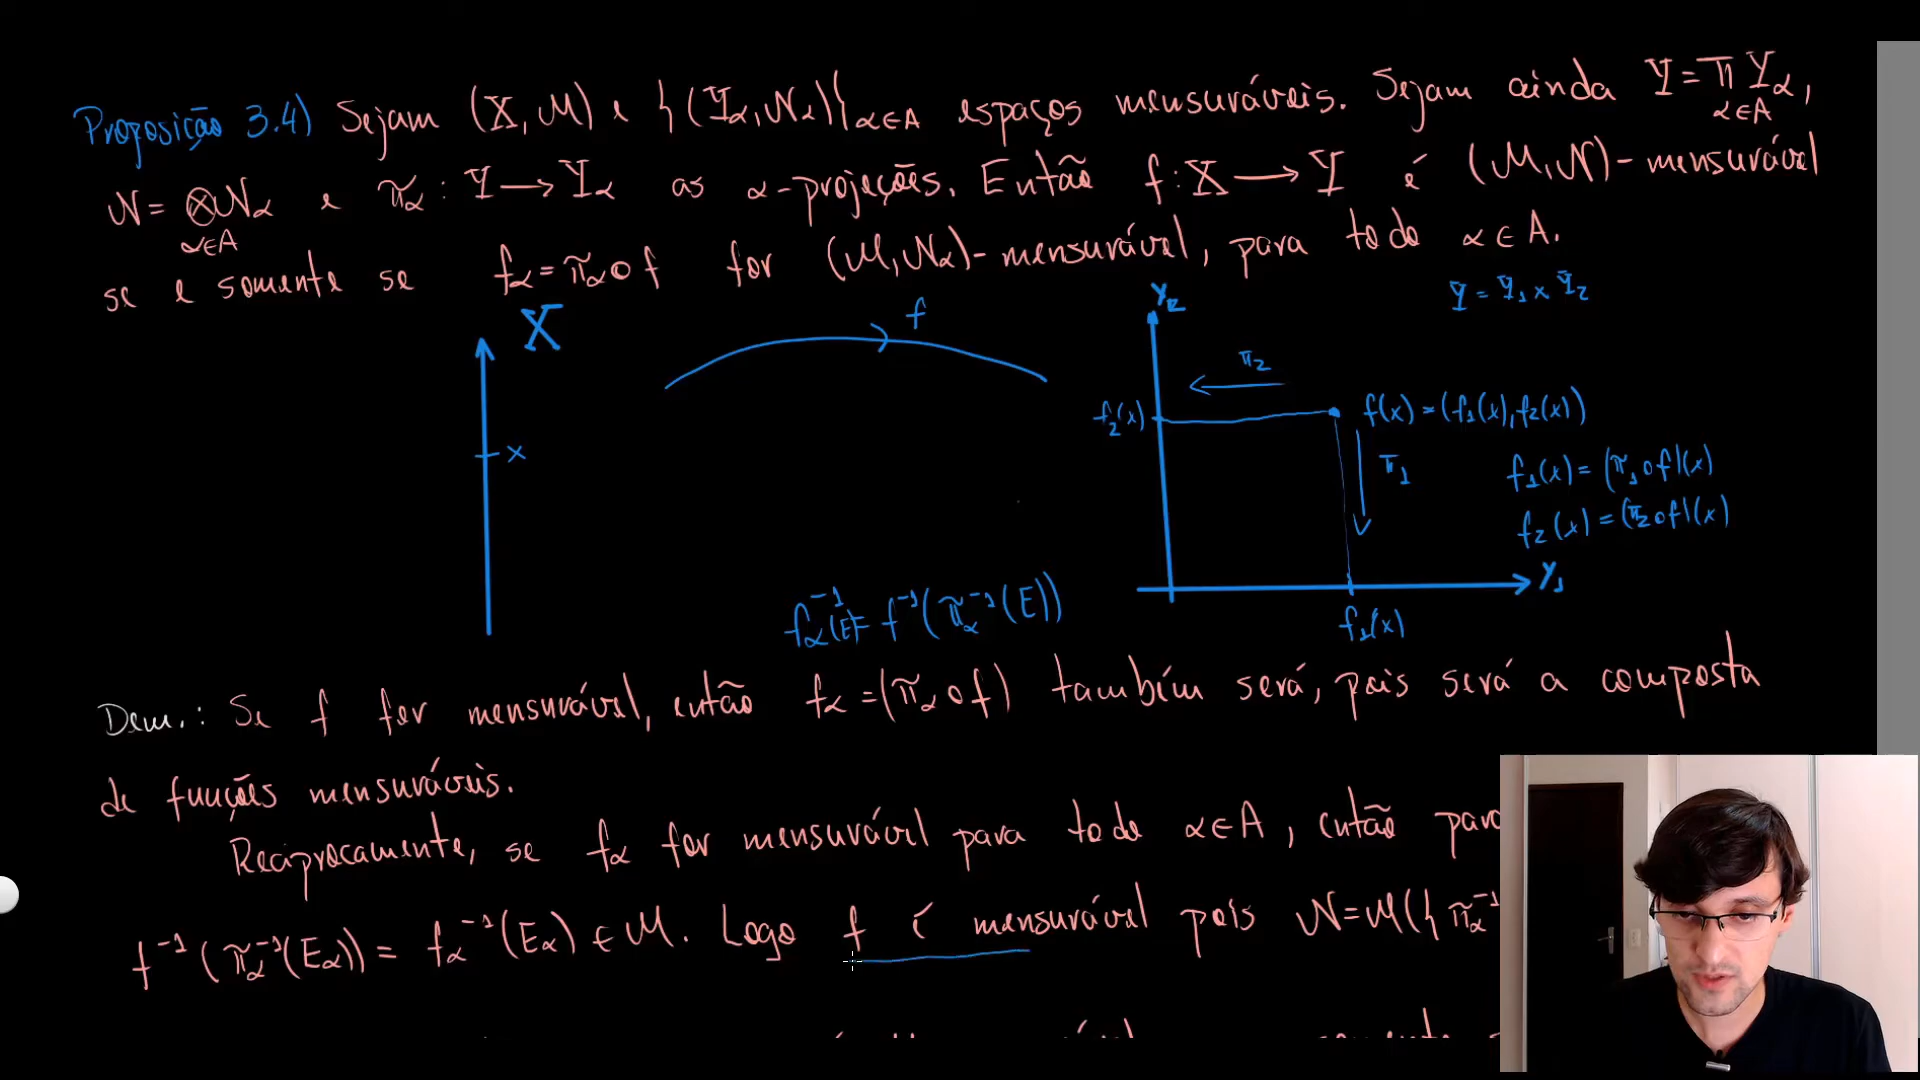 Proposição 3.4) Sejam (X,M) e {(Yα,Nα)}α∈A espaços mensuráveis. Sejam ainda Y = π Yα,
α∈A
N = ⊗Nα e πα : Y → Yα as α-projeções. Então f : X → Y é (M,N)-mensurável
α∈A
se e somente se fα = πα∘f for (M,Nα)-mensurável, para todo α∈A.
Y = Y1 × Y2
X
f
Y2
π2
f2(x)
f(x) = (f1(x), f2(x))
x
π1
f1(x) = (π1∘f)(x)
f2(x) = (π2∘f)(x)
Y1
fα⁻¹(E) = f⁻¹(πα⁻¹(E))
f1(x)
Dem.: Se f for mensurável, então fα = (πα∘f) também será, pois será a composta
de funções mensuráveis.
Reciprocamente, se fα for mensurável para todo α∈A, então para
f⁻¹(πα⁻¹(Eα)) = fα⁻¹(Eα) ∈ M. Logo f é mensurável pois N = M({πα⁻¹